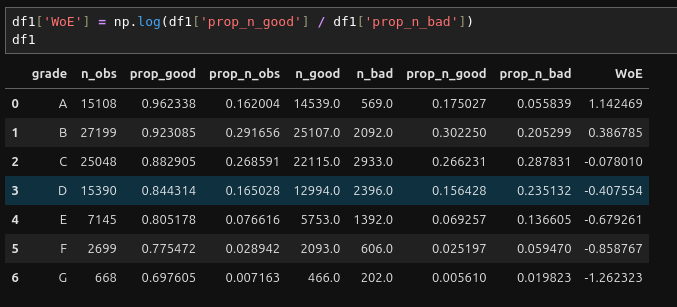 df1['WoE'] = np.log(df1['prop_n_good'] / df1['prop_n_bad'])
df1
grade n_obs prop_good prop_n_obs n_good n_bad prop_n_good prop_n_bad WoE
0 A 15108 0.962338 0.162004 14539.0 569.0 0.175027 0.055839 1.142469
1 B 27199 0.923085 0.291656 25107.0 2092.0 0.302250 0.205299 0.386785
2 C 25048 0.882905 0.268591 22115.0 2933.0 0.266231 0.287831 -0.078010
3 D 15390 0.844314 0.165028 12994.0 2396.0 0.156428 0.235132 -0.407554
4 E 7145 0.805178 0.076616 5753.0 1392.0 0.069257 0.136605 -0.679261
5 F 2699 0.775472 0.028942 2093.0 606.0 0.025197 0.059470 -0.858767
6 G 668 0.697605 0.007163 466.0 202.0 0.005610 0.019823 -1.262323